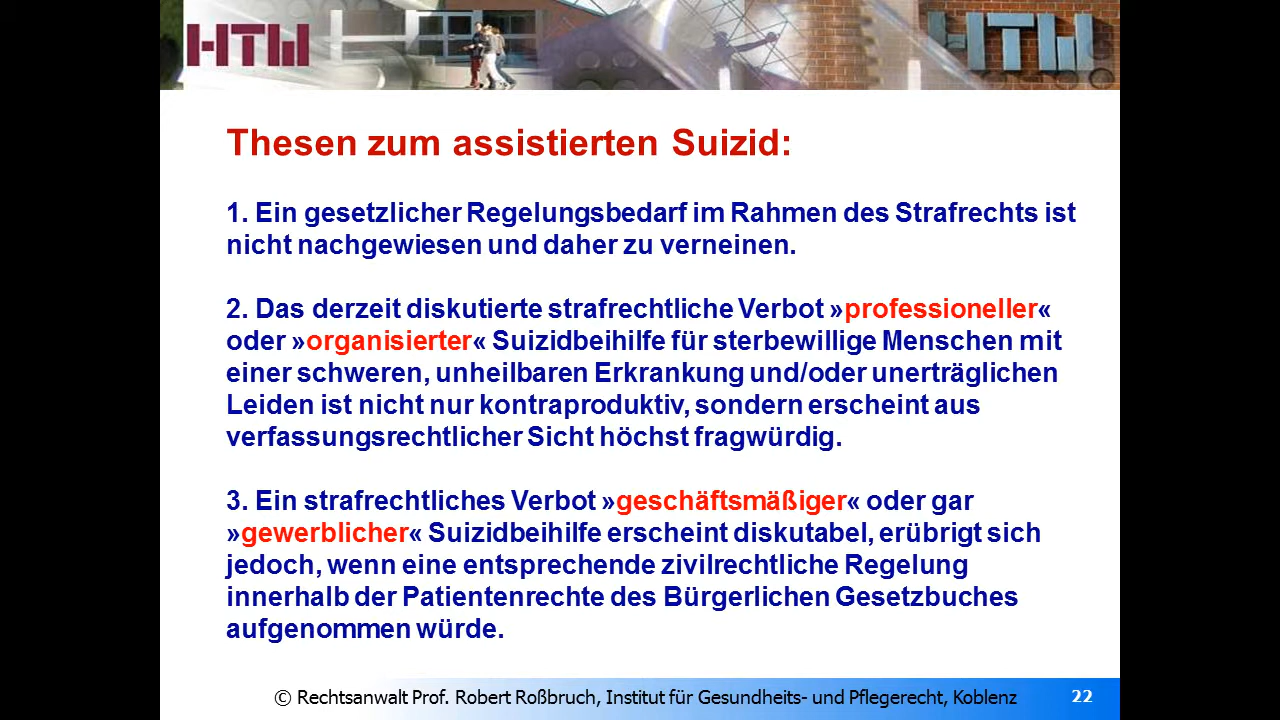 HTW
HTW
Thesen zum assistierten Suizid:
1. Ein gesetzlicher Regelungsbedarf im Rahmen des Strafrechts ist
nicht nachgewiesen und daher zu verneinen.
2. Das derzeit diskutierte strafrechtliche Verbot »professioneller«
oder »organisierter« Suizidbeihilfe für sterbewillige Menschen mit
einer schweren, unheilbaren Erkrankung und/oder unerträglichen
Leiden ist nicht nur kontraproduktiv, sondern erscheint aus
verfassungsrechtlicher Sicht höchst fragwürdig.
3. Ein strafrechtliches Verbot »geschäftsmäßiger« oder gar
»gewerblicher« Suizidbeihilfe erscheint diskutabel, erübrigt sich
jedoch, wenn eine entsprechende zivilrechtliche Regelung
innerhalb der Patientenrechte des Bürgerlichen Gesetzbuches
aufgenommen würde.
© Rechtsanwalt Prof. Robert Roßbruch, Institut für Gesundheits- und Pflegerecht, Koblenz 22